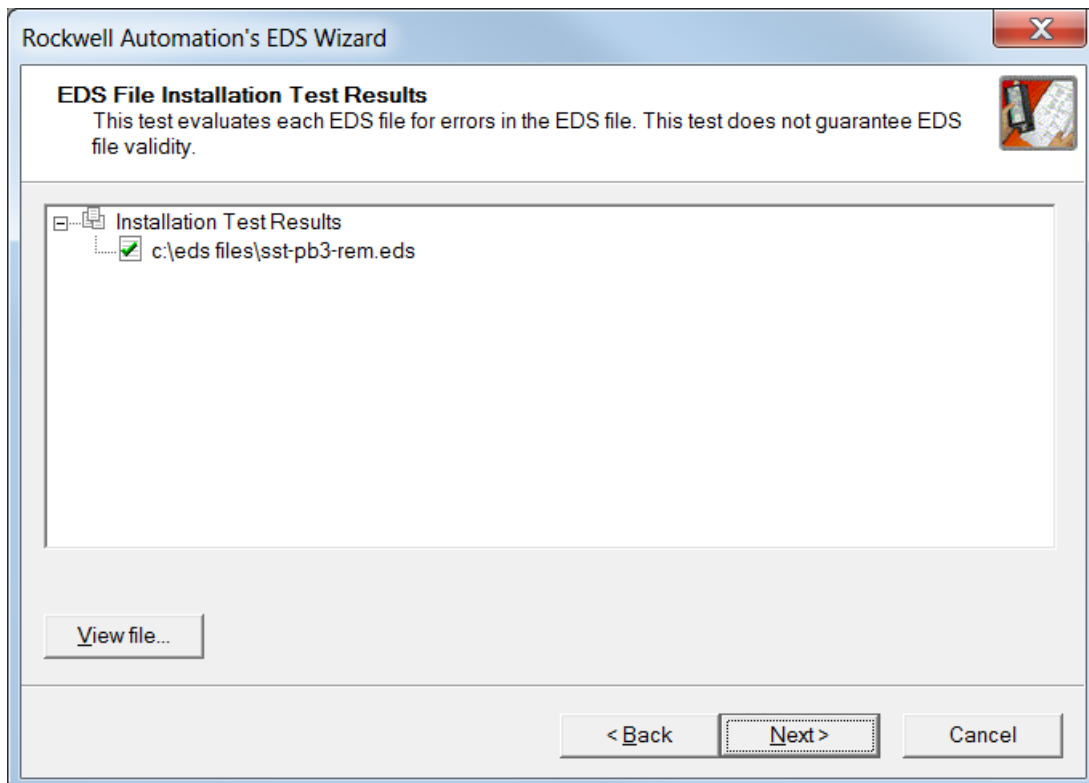 Rockwell Automation's EDS Wizard
EDS File Installation Test Results
This test evaluates each EDS file for errors in the EDS file. This test does not guarantee EDS
file validity.
Installation Test Results
c:\eds files\sst-pb3-rem.eds
View file...
< Back
Next >
Cancel